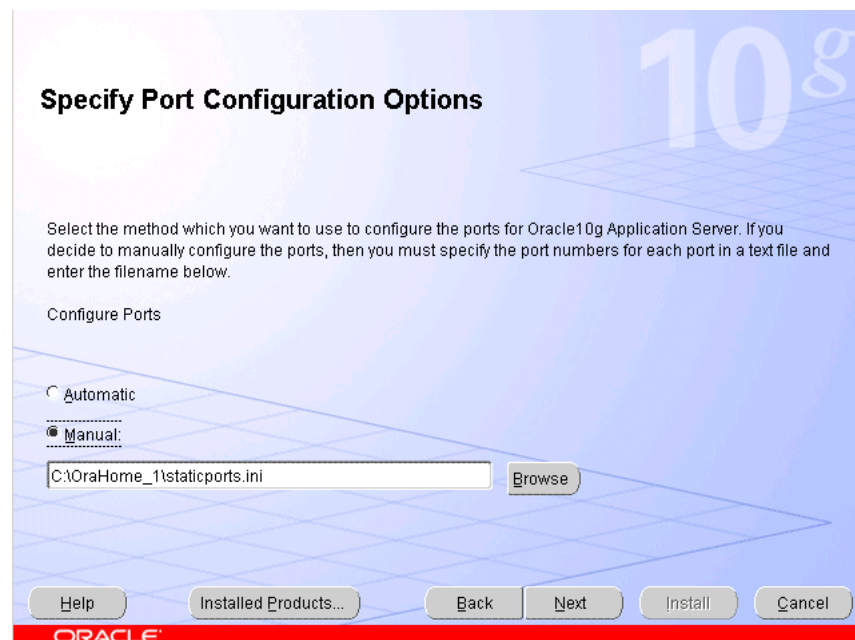 10g
Specify Port Configuration Options
Select the method which you want to use to configure the ports for Oracle10g Application Server. If you
decide to manually configure the ports, then you must specify the port numbers for each port in a text file and
enter the filename below.
Configure Ports
Automatic
Manual:
C:\OraHome_1\staticports.ini
Browse
Help
Installed Products...
Back
Next
Install
Cancel
ORACLE